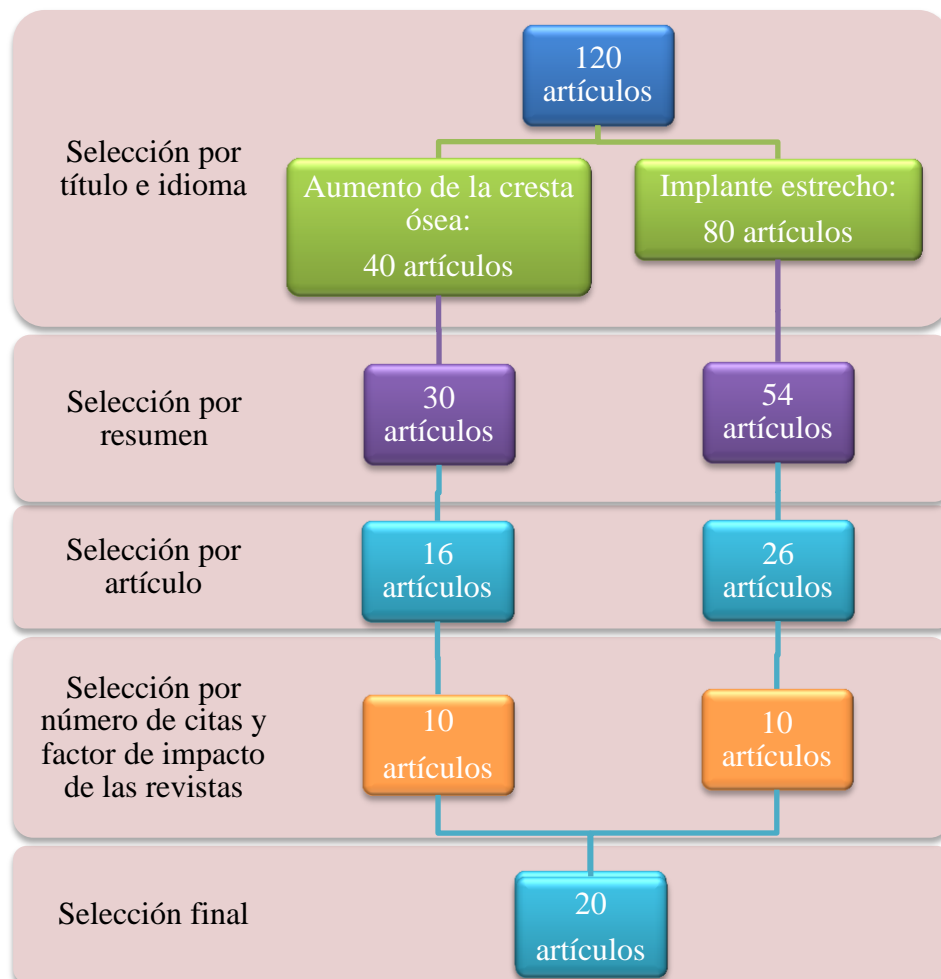 120
artículos
Selección por
título e idioma
Aumento de la cresta
ósea:
40 artículos
Implante estrecho:
80 artículos
Selección por
resumen
30
artículos
54
artículos
Selección por
artículo
16
artículos
26
artículos
Selección por
número de citas y
factor de impacto
de las revistas
10
artículos
10
artículos
Selección final
20
artículos